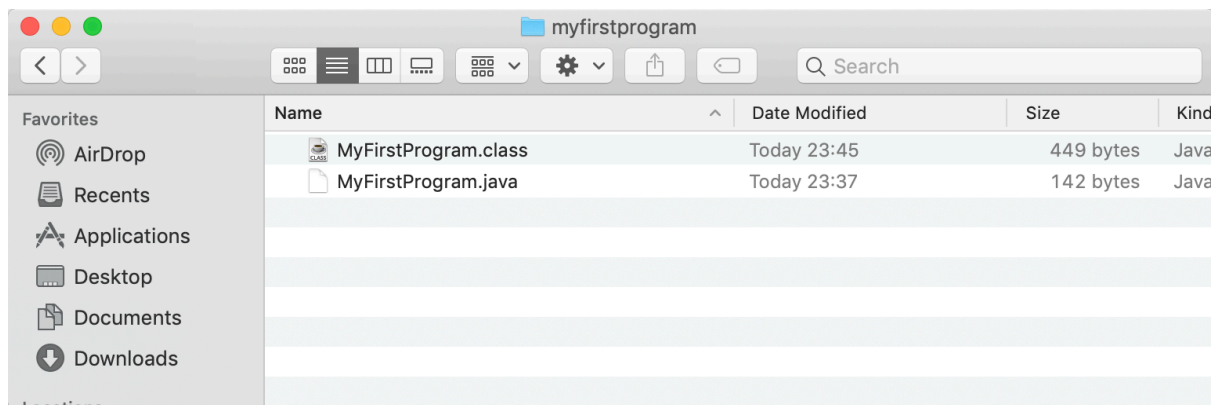 myfirstprogram
Search
Favorites
AirDrop
Recents
Applications
Desktop
Documents
Downloads
Name Date Modified Size Kind
CLASS MyFirstProgram.class Today 23:45 449 bytes Java
MyFirstProgram.java Today 23:37 142 bytes Java